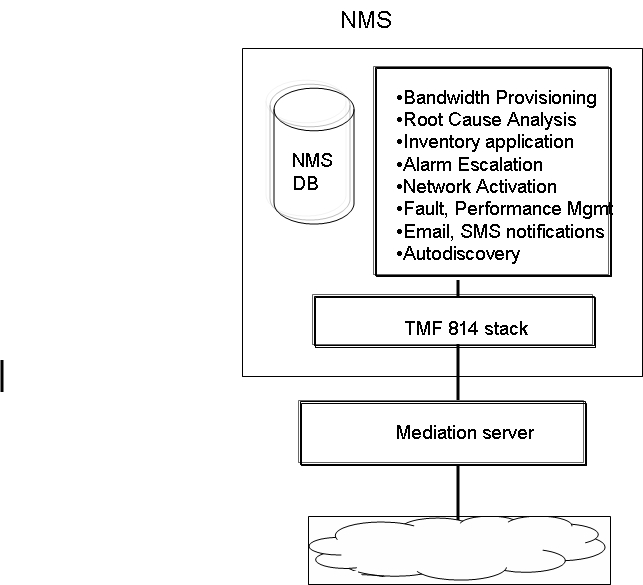 NMS
NMS
DB
•Bandwidth Provisioning
•Root Cause Analysis
•Inventory application
•Alarm Escalation
•Network Activation
•Fault, Performance Mgmt
•Email, SMS notifications
•Autodiscovery
TMF 814 stack
Mediation server